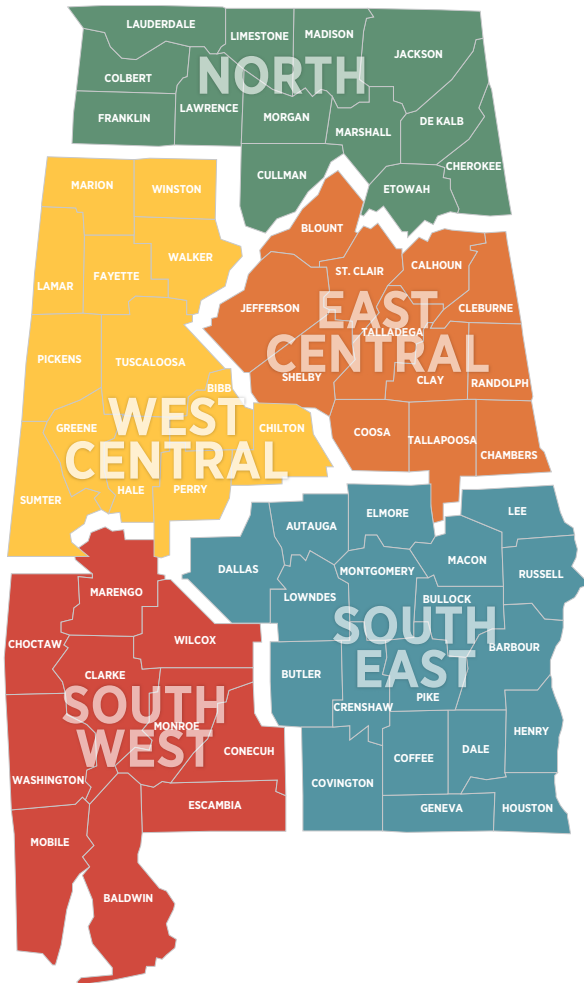 LAUDERDALE
LIMESTONE
MADISON
JACKSON
COLBERT
NORTH
LAWRENCE
FRANKLIN
MORGAN
MARSHALL
DE KALB
CULLMAN
CHEROKEE
ETOWAH
MARION
WINSTON
WALKER
FAYETTE
LAMAR
PICKENS
TUSCALOOSA
BIBB
GREENE
WEST
CENTRAL
CHILTON
SUMTER
HALE
PERRY
BLOUNT
ST. CLAIR
CALHOUN
JEFFERSON
EAST
CENTRAL
CLEBURNE
TALLADEGA
SHELBY
CLAY
RANDOLPH
COOSA
TALLAPOOSA
CHAMBERS
ELMORE
LEE
AUTAUGA
DALLAS
MONTGOMERY
MACON
RUSSELL
LOWNDES
BULLOCK
SOUTH
EAST
BARBOUR
BUTLER
CRENSHAW
PIKE
HENRY
COFFEE
DALE
COVINGTON
GENEVA
HOUSTON
MARENGO
CHOCTAW
WILCOX
CLARKE
SOUTH
WEST
MONROE
CONECUH
WASHINGTON
ESCAMBIA
MOBILE
BALDWIN